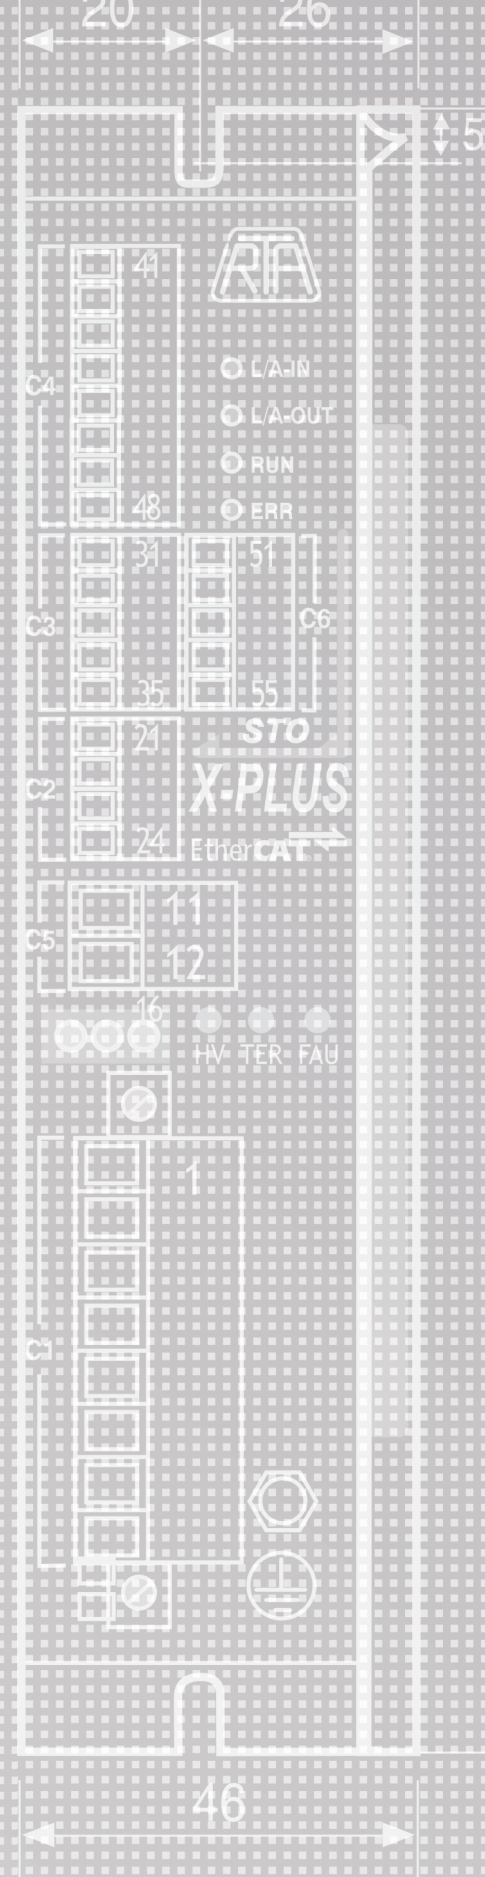 20 26
5
41
RTA
L/A-IN
C4
L/A-OUT
RUN
48
ERR
31 51
C3 C6
35 55
21
STO
C2
X-PLUS
24
EtherCAT
11
C5
12
16
HV TER FAU
1
C1
46